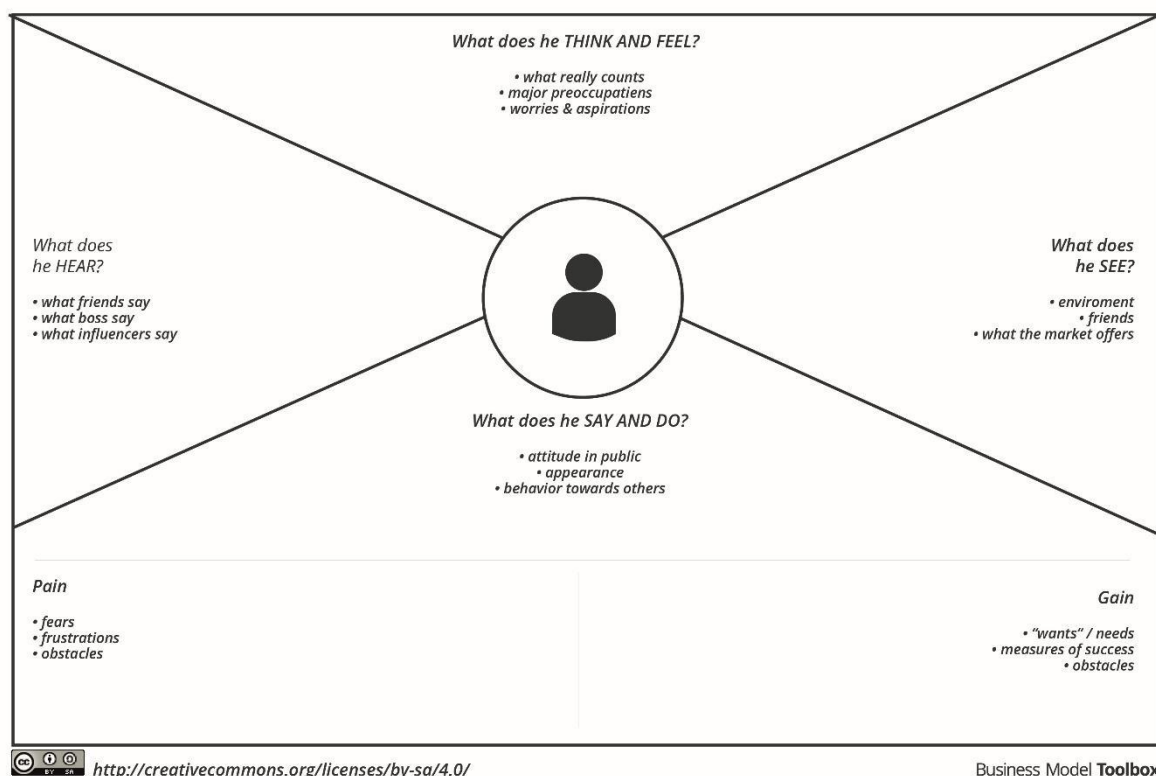 What does he THINK AND FEEL?
• what really counts
• major preoccupatiens
• worries & aspirations
What does
he HEAR?
• what friends say
• what boss say
• what influencers say
What does
he SEE?
• enviroment
• friends
• what the market offers
What does he SAY AND DO?
• attitude in public
• appearance
• behavior towards others
Pain
• fears
• frustrations
• obstacles
Gain
• “wants” / needs
• measures of success
• obstacles
cc BY SA
http://creativecommons.org/licenses/by-sa/4.0/
Business Model Toolbox